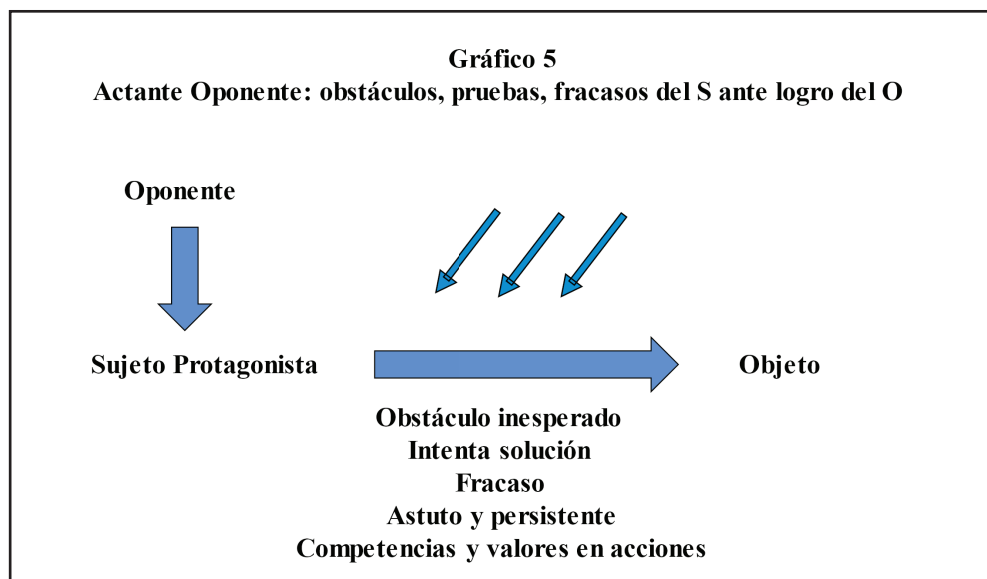 Gráfico 5
Actante Oponente: obstáculos, pruebas, fracasos del S ante logro del O
Oponente
Sujeto Protagonista
Objeto
Obstáculo inesperado
Intenta solución
Fracaso
Astuto y persistente
Competencias y valores en acciones